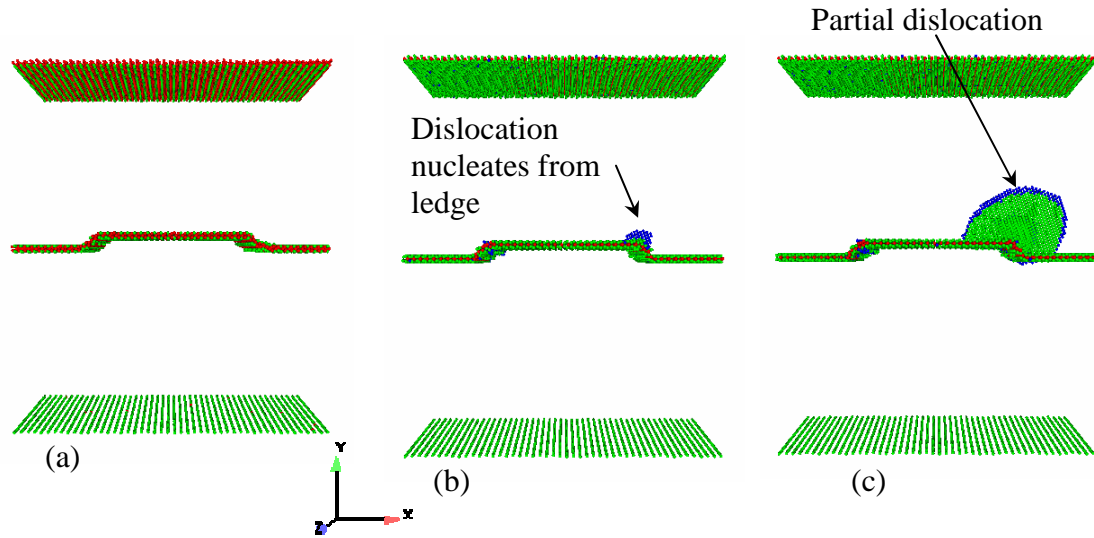 Partial dislocation
Dislocation
nucleates from
ledge
(a)
Y
Z
X
(b)
(c)